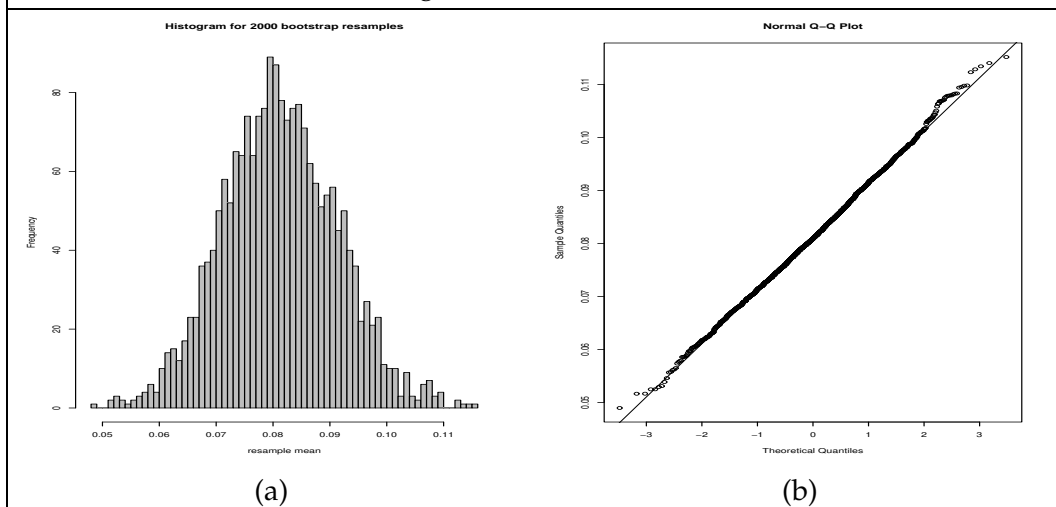 Histogram for 2000 bootstrap resamples
Frequency
0
20
40
60
80
0.05 0.06 0.07 0.08 0.09 0.10 0.11
resample mean
(a)
Normal Q−Q Plot
Sample Quantiles
0.05
0.06
0.07
0.08
0.09
0.10
0.11
−3 −2 −1 0 1 2 3
Theoretical Quantiles
(b)